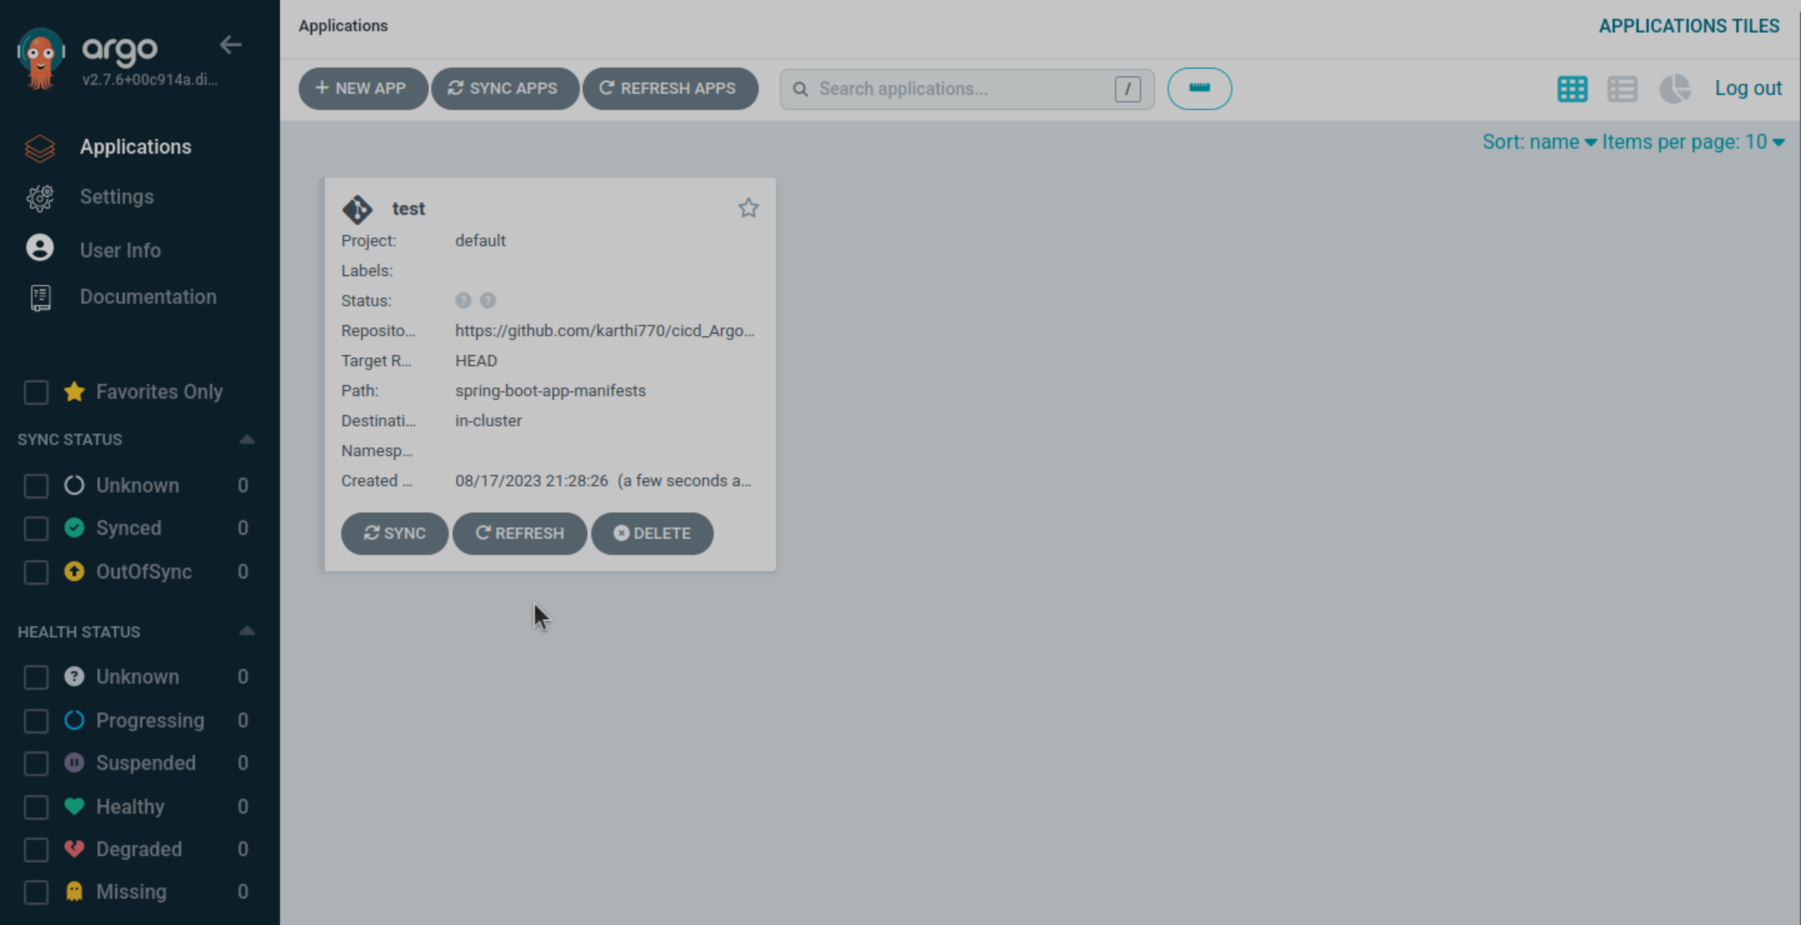 argo
v2.7.6+00c914a.di...
Applications
Settings
User Info
Documentation
Favorites Only
SYNC STATUS
Unknown 0
Synced 0
OutOfSync 0
HEALTH STATUS
Unknown 0
Progressing 0
Suspended 0
Healthy 0
Degraded 0
Missing 0
Applications
APPLICATIONS TILES
+ NEW APP SYNC APPS REFRESH APPS Search applications... / Log out
Sort: name Items per page: 10
test
Project: default
Labels:
Status: ? ?
Reposito... https://github.com/karthi770/cicd_Argo...
Target R... HEAD
Path: spring-boot-app-manifests
Destinati... in-cluster
Namesp...
Created ... 08/17/2023 21:28:26 (a few seconds a...
SYNC REFRESH DELETE